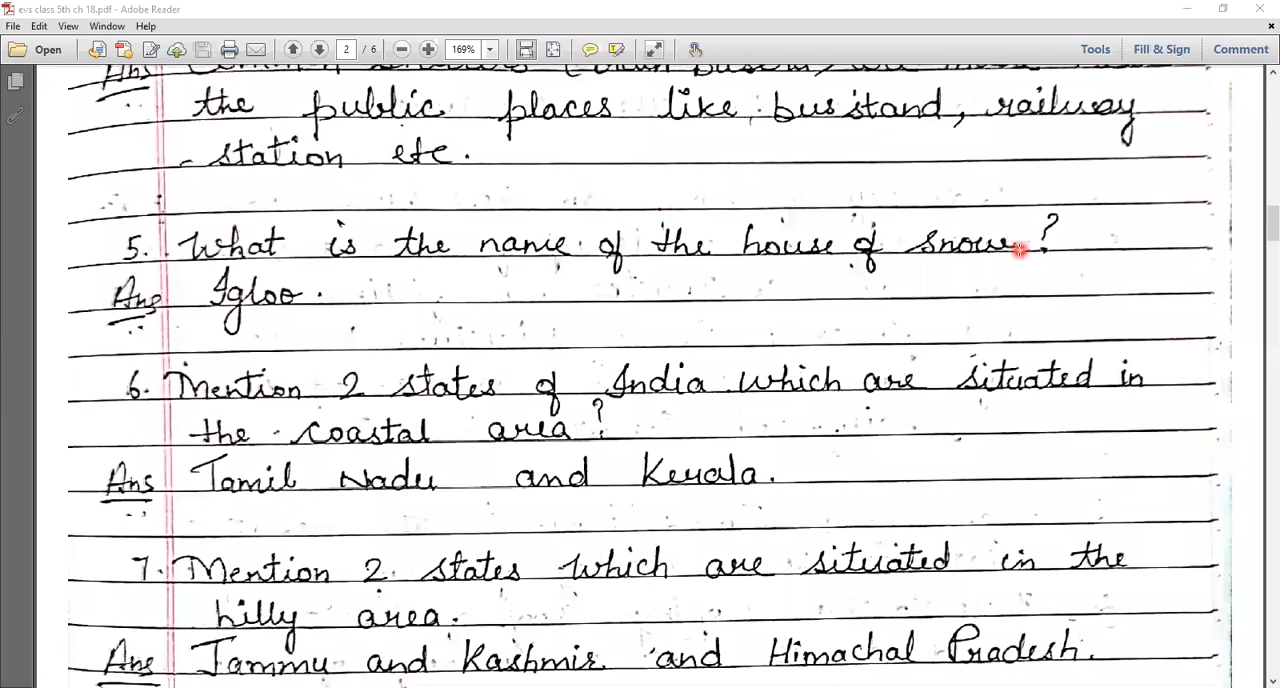 evs class 5th ch 18.pdf - Adobe Reader
File Edit View Window Help
Open 2 / 6 169% Tools Fill & Sign Comment
Ans
the public places like busstand, railway
station etc.
5. What is the name of the house of snow?
Ans Igloo.
6. Mention 2 states of India which are situated in
the coastal area?
Ans Tamil Nadu and Kerala.
7. Mention 2 states which are situated in the
hilly area.
Ans Jammu and Kashmir and Himachal Pradesh.